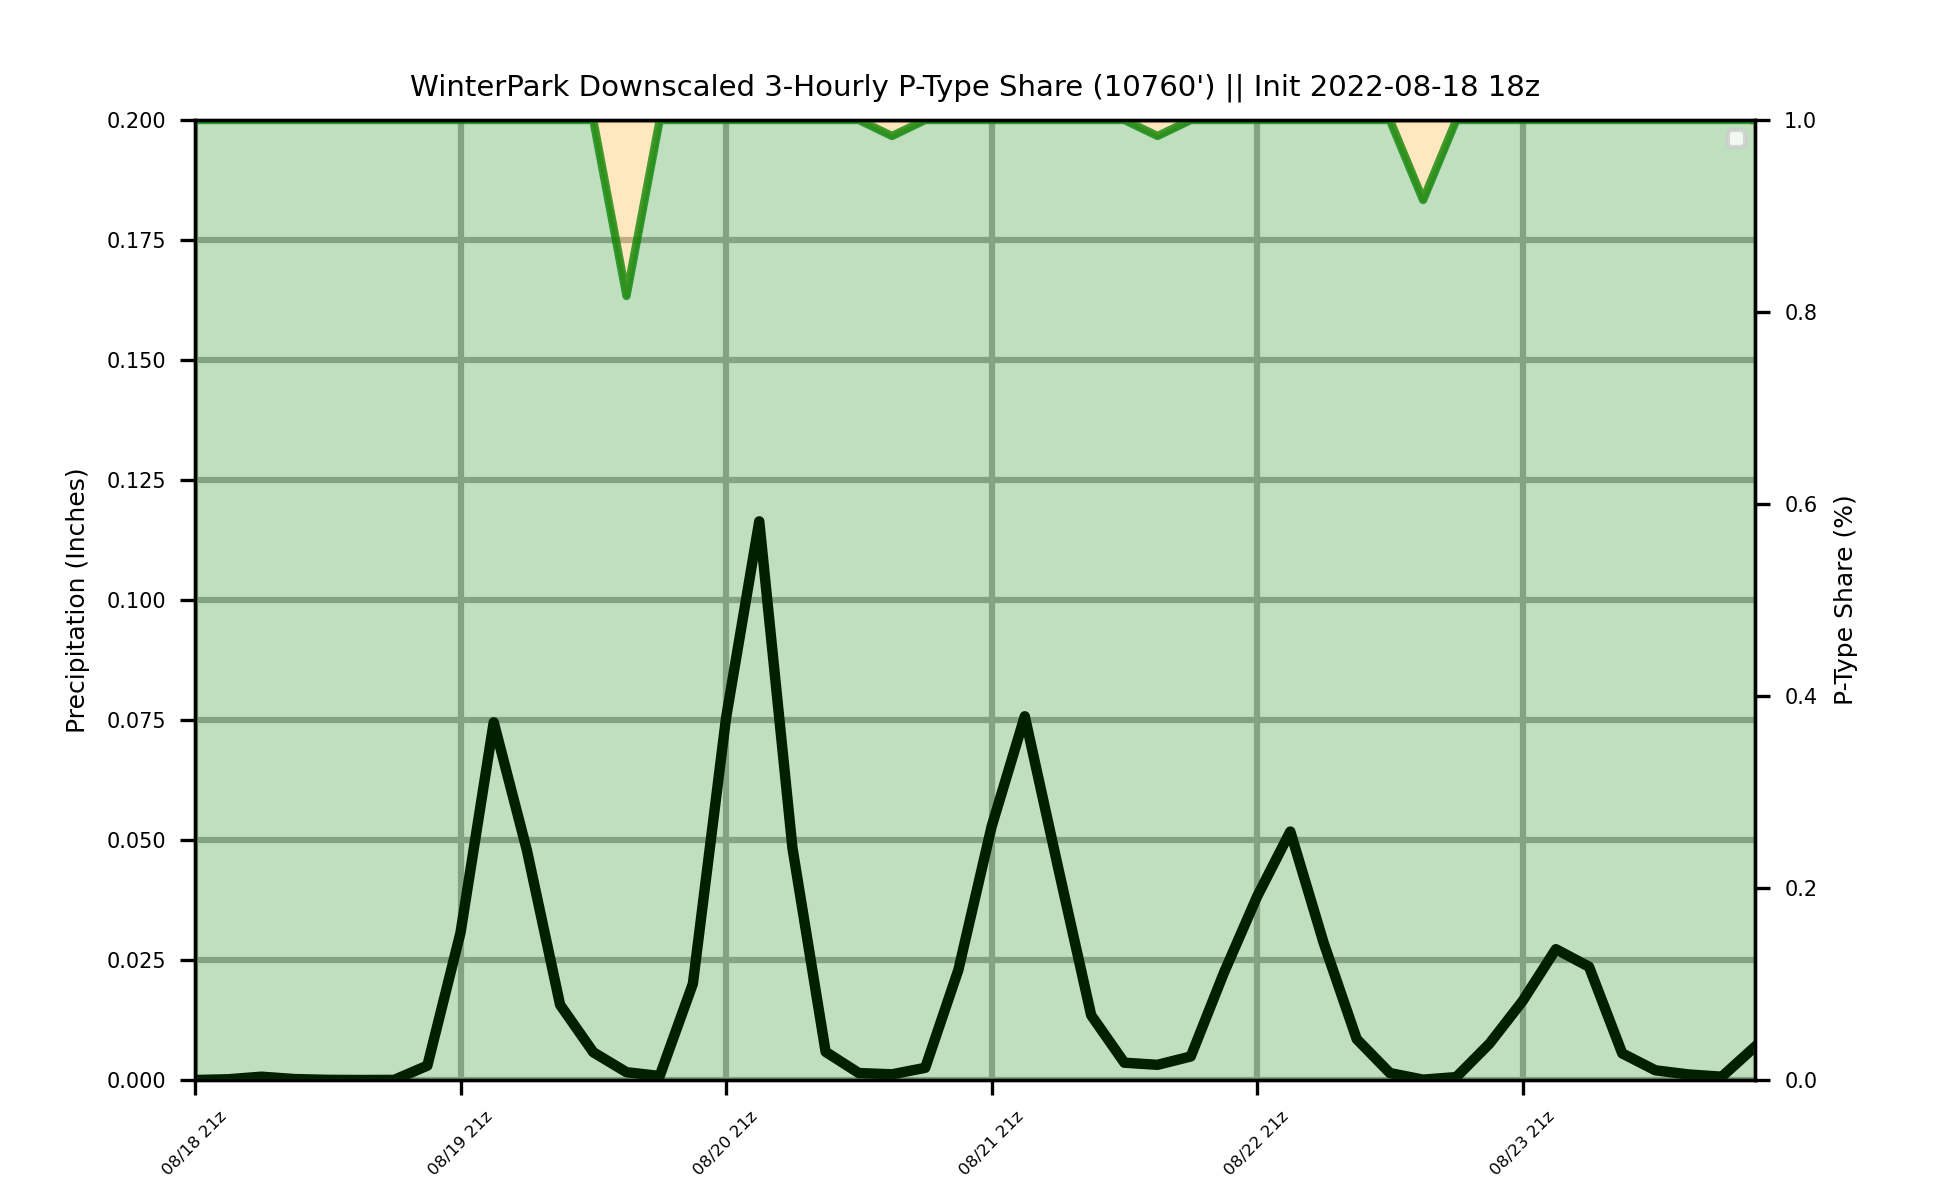 WinterPark Downscaled 3-Hourly P-Type Share (10760') || Init 2022-08-18 18z
0.200
0.175
0.150
0.125
0.100
0.075
0.050
0.025
0.000
Precipitation (Inches)
1.0
0.8
0.6
0.4
0.2
0.0
P-Type Share (%)
08/18 21z
08/19 21z
08/20 21z
08/21 21z
08/22 21z
08/23 21z